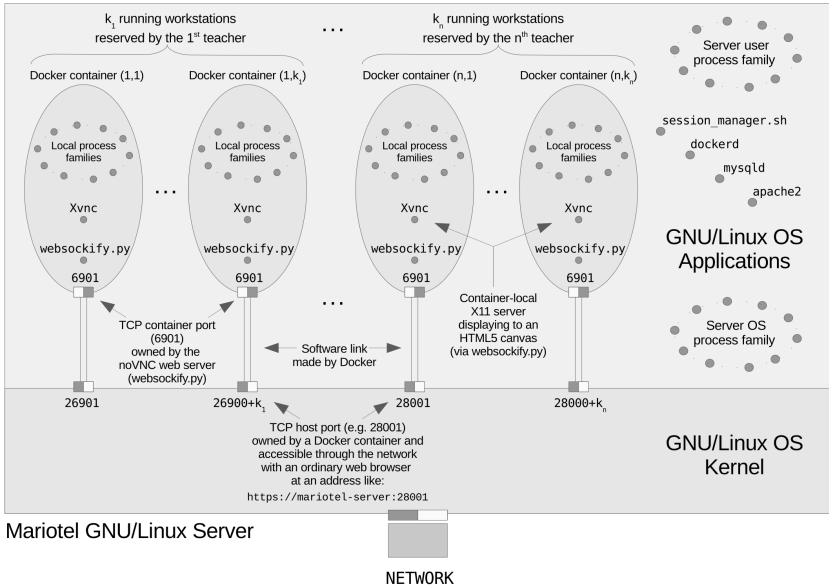 k1 running workstations
reserved by the 1st teacher
...
kn running workstations
reserved by the nth teacher
Docker container (1,1)
Docker container (1,k1)
Docker container (n,1)
Docker container (n,kn)
Server user
process family
session_manager.sh
dockerd
mysqld
apache2
Local process
families
Local process
families
Local process
families
Local process
families
...
...
Xvnc
Xvnc
Xvnc
Xvnc
websockify.py
websockify.py
websockify.py
websockify.py
6901
6901
6901
6901
GNU/Linux OS
Applications
...
TCP container port
(6901)
owned by the
noVNC web server
(websockify.py)
Software link
made by Docker
Container-local
X11 server
displaying to an
HTML5 canvas
(via websockify.py)
Server OS
process family
26901
26900+k1
28001
28000+kn
TCP host port (e.g. 28001)
owned by a Docker container and
accessible through the network
with an ordinary web browser
at an address like:
https://mariotel-server:28001
GNU/Linux OS
Kernel
Mariotel GNU/Linux Server
NETWORK